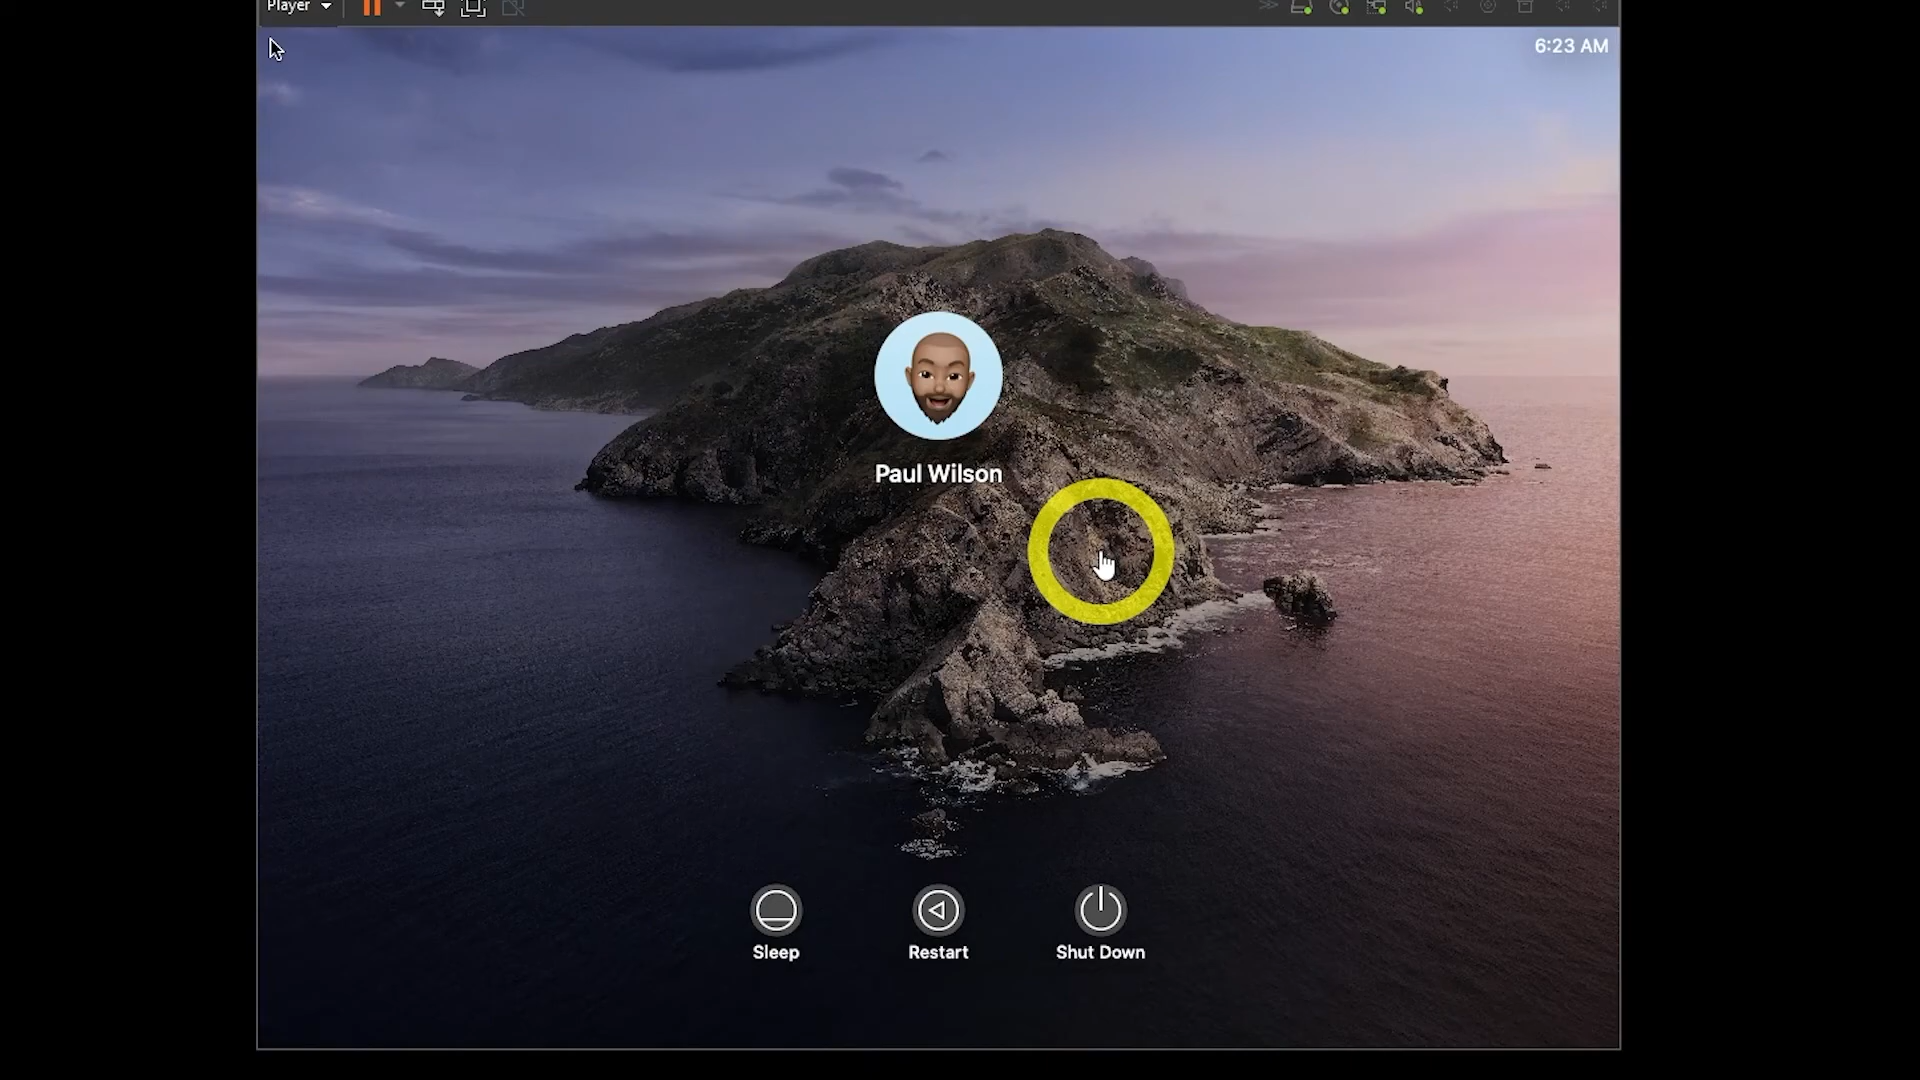 Player
6:23 AM
Paul Wilson
Sleep
Restart
Shut Down